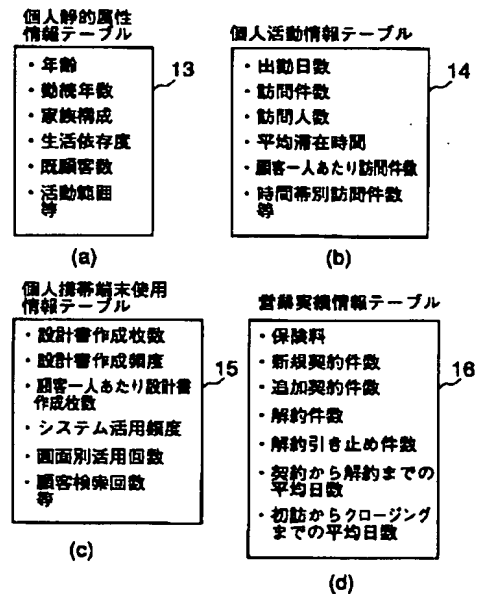 個人静的属性
情報テーブル
13
・年齢
・勤続年数
・家族構成
・生活依存度
・既顧客数
・活動範囲
等
(a)
個人活動情報テーブル
14
・出勤日数
・訪問件数
・訪問人数
・平均滞在時間
・顧客一人あたり訪問件数
・時間帯別訪問件数
等
(b)
個人携帯端末使用
情報テーブル
15
・設計書作成枚数
・設計書作成頻度
・顧客一人あたり設計書
作成枚数
・システム活用頻度
・画面別活用回数
・顧客検索回数
等
(c)
営業実績情報テーブル
16
・保険料
・新規契約件数
・追加契約件数
・解約件数
・解約引き止め件数
・契約から解約までの
平均日数
・初訪からクロージング
までの平均日数
(d)